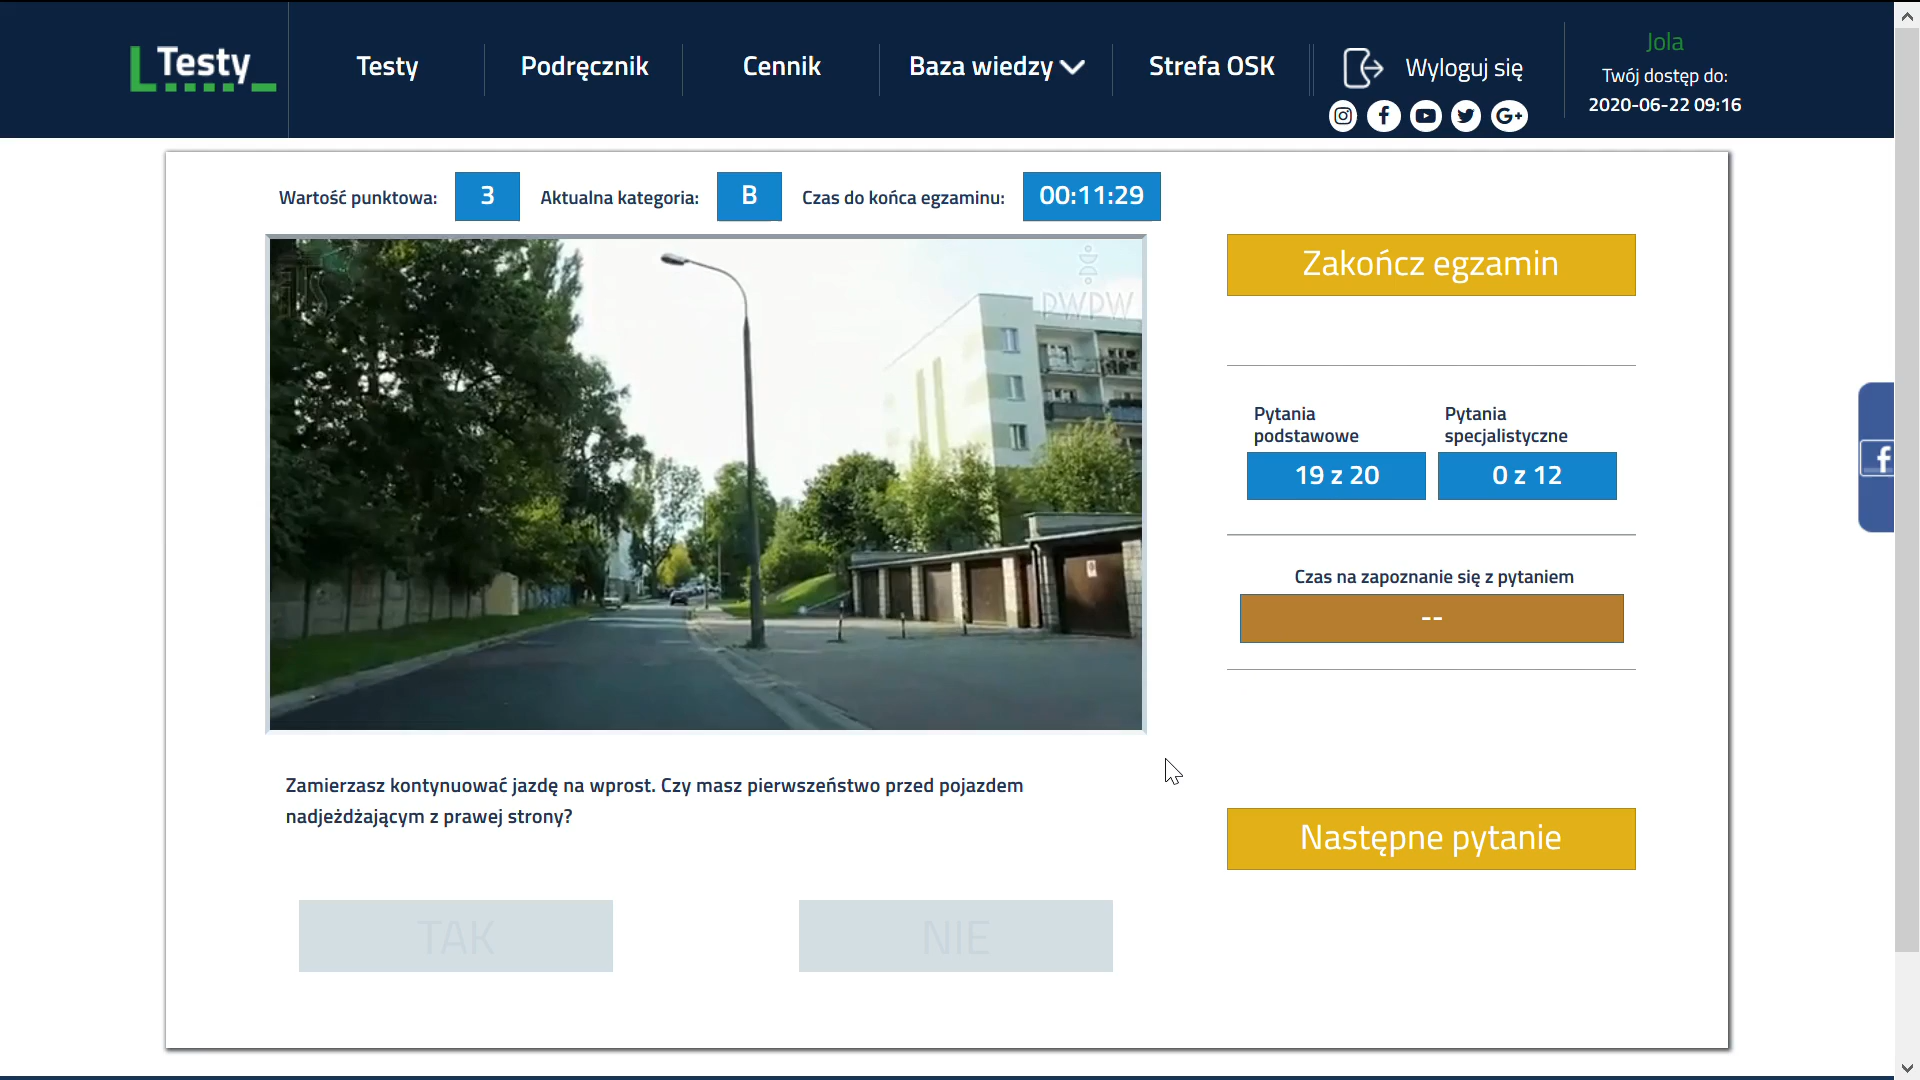 Testy
Testy
Podręcznik
Cennik
Baza wiedzy
Strefa OSK
Wyloguj się
Jola
Twój dostęp do:
2020-06-22 09:16
Wartość punktowa: 3 Aktualna kategoria: B Czas do końca egzaminu: 00:11:29
PWPW
Zakończ egzamin
Pytania podstawowe
19 z 20
Pytania specjalistyczne
0 z 12
Czas na zapoznanie się z pytaniem
--
Zamierzasz kontynuować jazdę na wprost. Czy masz pierwszeństwo przed pojazdem
nadjeżdżającym z prawej strony?
Następne pytanie
TAK
NIE